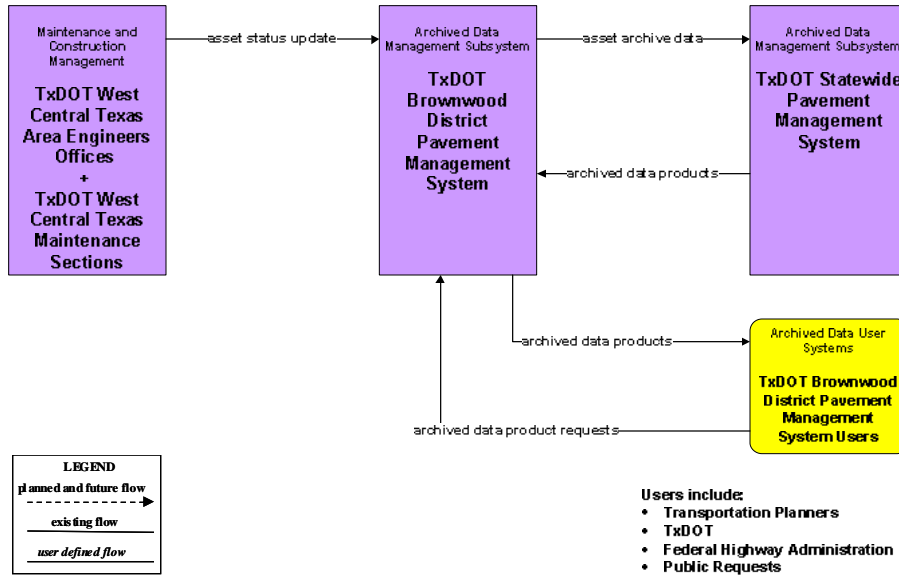 Maintenance and
Construction
Management
TxDOT West
Central Texas
Area Engineers
Offices
+
TxDOT West
Central Texas
Maintenance
Sections
asset status update
Archived Data
Management Subsystem
TxDOT
Brownwood
District
Pavement
Management
System
asset archive data
archived data products
Archived Data
Management Subsystem
TxDOT Statewide
Pavement
Management
System
archived data products
archived data product requests
Archived Data User
Systems
TxDOT Brownwood
District Pavement
Management
System Users
LEGEND
planned and future flow
existing flow
user defined flow
Users include:
• Transportation Planners
• TxDOT
• Federal Highway Administration
• Public Requests